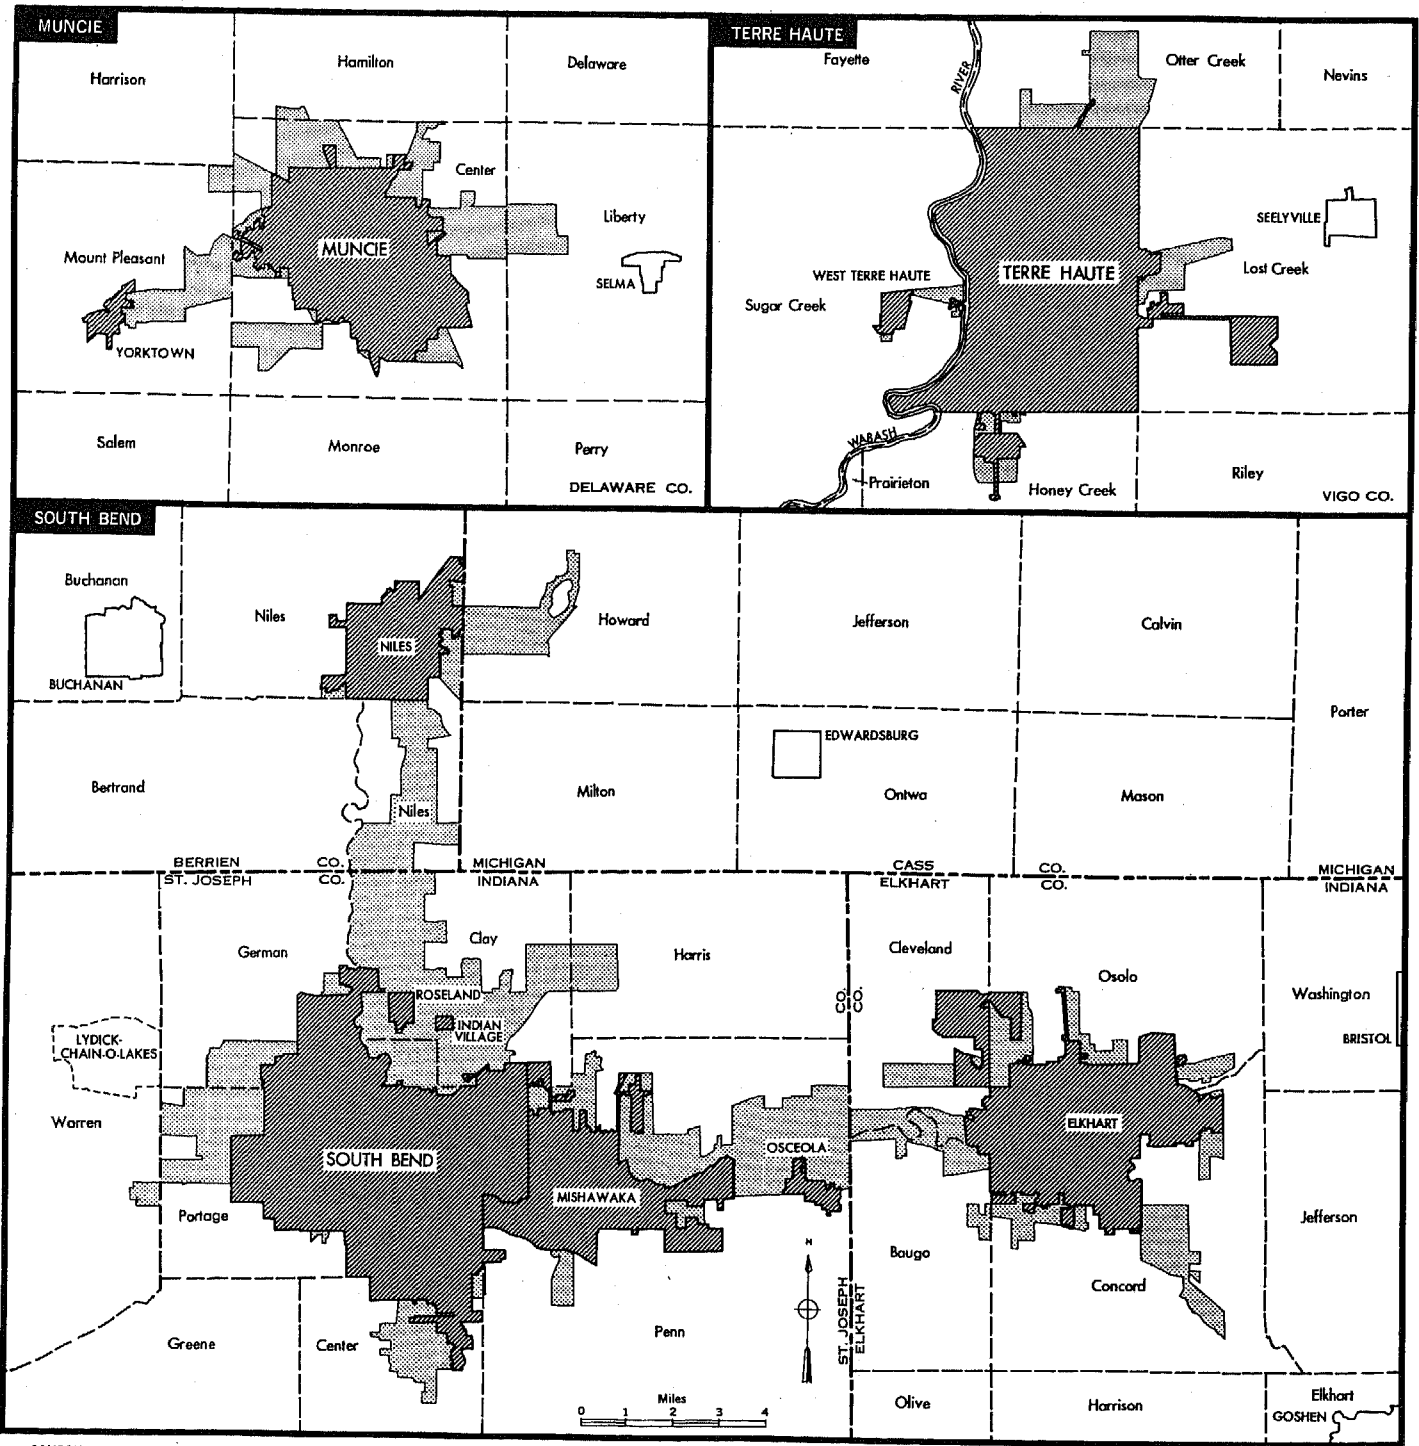 MUNCIE
Harrison
Hamilton
Delaware
Center
Liberty
MUNCIE
Mount Pleasant
SELMA
YORKTOWN
Salem
Monroe
Perry
DELAWARE CO.
TERRE HAUTE
Fayette
RIVER
Otter Creek
Nevins
SEELYVILLE
WEST TERRE HAUTE
TERRE HAUTE
Lost Creek
Sugar Creek
WABASH
Prairieton
Honey Creek
Riley
VIGO CO.
SOUTH BEND
Buchanan
Niles
NILES
Howard
Jefferson
Calvin
BUCHANAN
Porter
EDWARDSBURG
Bertrand
Niles
Milton
Ontwa
Mason
BERRIEN CO.
MICHIGAN
CASS CO.
MICHIGAN
ST. JOSEPH CO.
INDIANA
ELKHART CO.
INDIANA
German
Clay
Harris
Cleveland
Osolo
ROSELAND
CO.
CO.
Washington
INDIAN
VILLAGE
BRISTOL
LYDICK-
CHAIN-O-LAKES
Warren
ELKHART
SOUTH BEND
OSCEOLA
MISHAWAKA
Portage
Jefferson
N
Baugo
Concord
ST. JOSEPH
ELKHART
Greene
Center
Penn
Miles
0 1 2 3 4
Olive
Harrison
Elkhart
GOSHEN